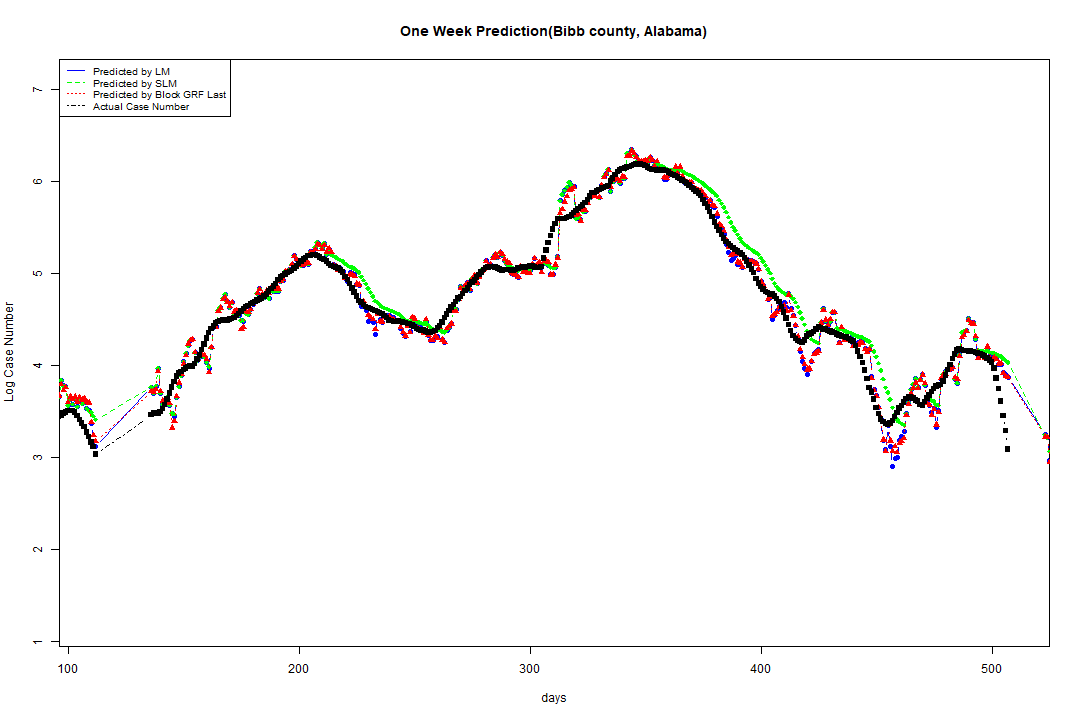 One Week Prediction(Bibb county, Alabama)
Predicted by LM
Predicted by SLM
Predicted by Block GRF Last
Actual Case Number
7
6
5
4
3
2
1
Log Case Number
100 200 300 400 500
days